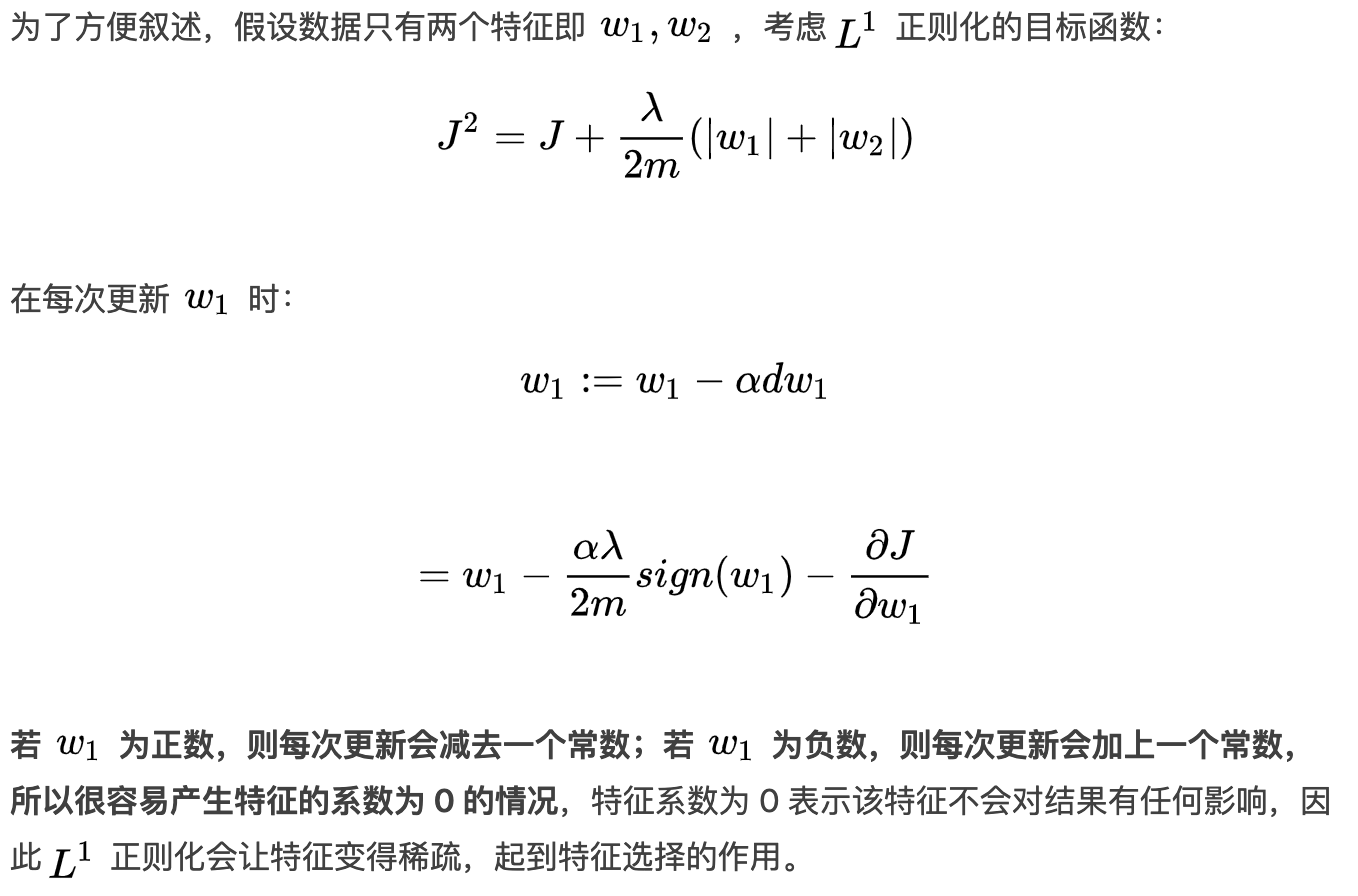 为了方便叙述，假设数据只有两个特征即 $w_1, w_2$ ，考虑 $L^1$ 正则化的目标函数：
$$J^2 = J + \frac{\lambda}{2m}(|w_1| + |w_2|)$$
在每次更新 $w_1$ 时：
$$w_1 := w_1 - \alpha dw_1$$
$$= w_1 - \frac{\alpha\lambda}{2m}sign(w_1) - \frac{\partial J}{\partial w_1}$$
若 $w_1$ 为正数，则每次更新会减去一个常数；若 $w_1$ 为负数，则每次更新会加上一个常数，
所以很容易产生特征的系数为 0 的情况，特征系数为 0 表示该特征不会对结果有任何影响，因
此 $L^1$ 正则化会让特征变得稀疏，起到特征选择的作用。